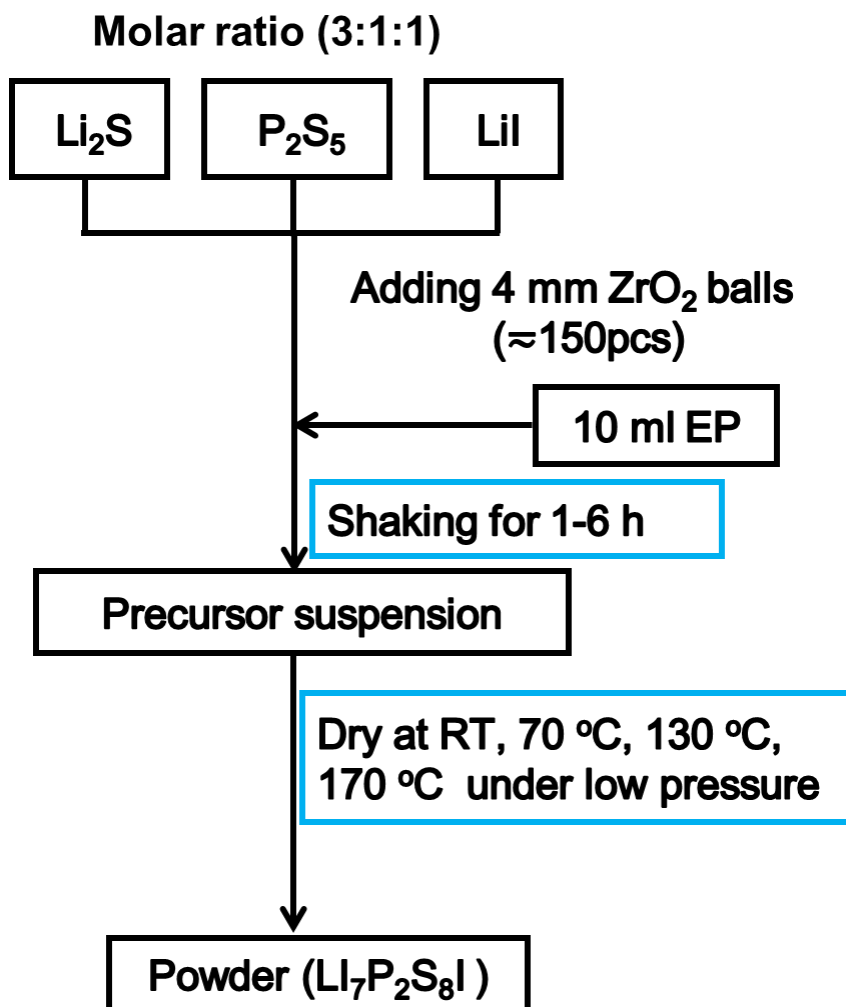 Molar ratio (3:1:1)
Li₂S
P₂S₅
LiI
Adding 4 mm ZrO₂ balls
(≂150pcs)
10 ml EP
Shaking for 1-6 h
Precursor suspension
Dry at RT, 70 ᵒC, 130 ᵒC,
170 ᵒC under low pressure
Powder (LI₇P₂S₈I )